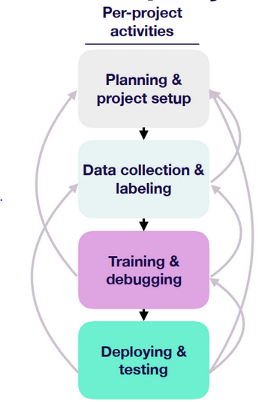 Per-project
activities
Planning &
project setup
Data collection &
labeling
Training &
debugging
Deploying &
testing